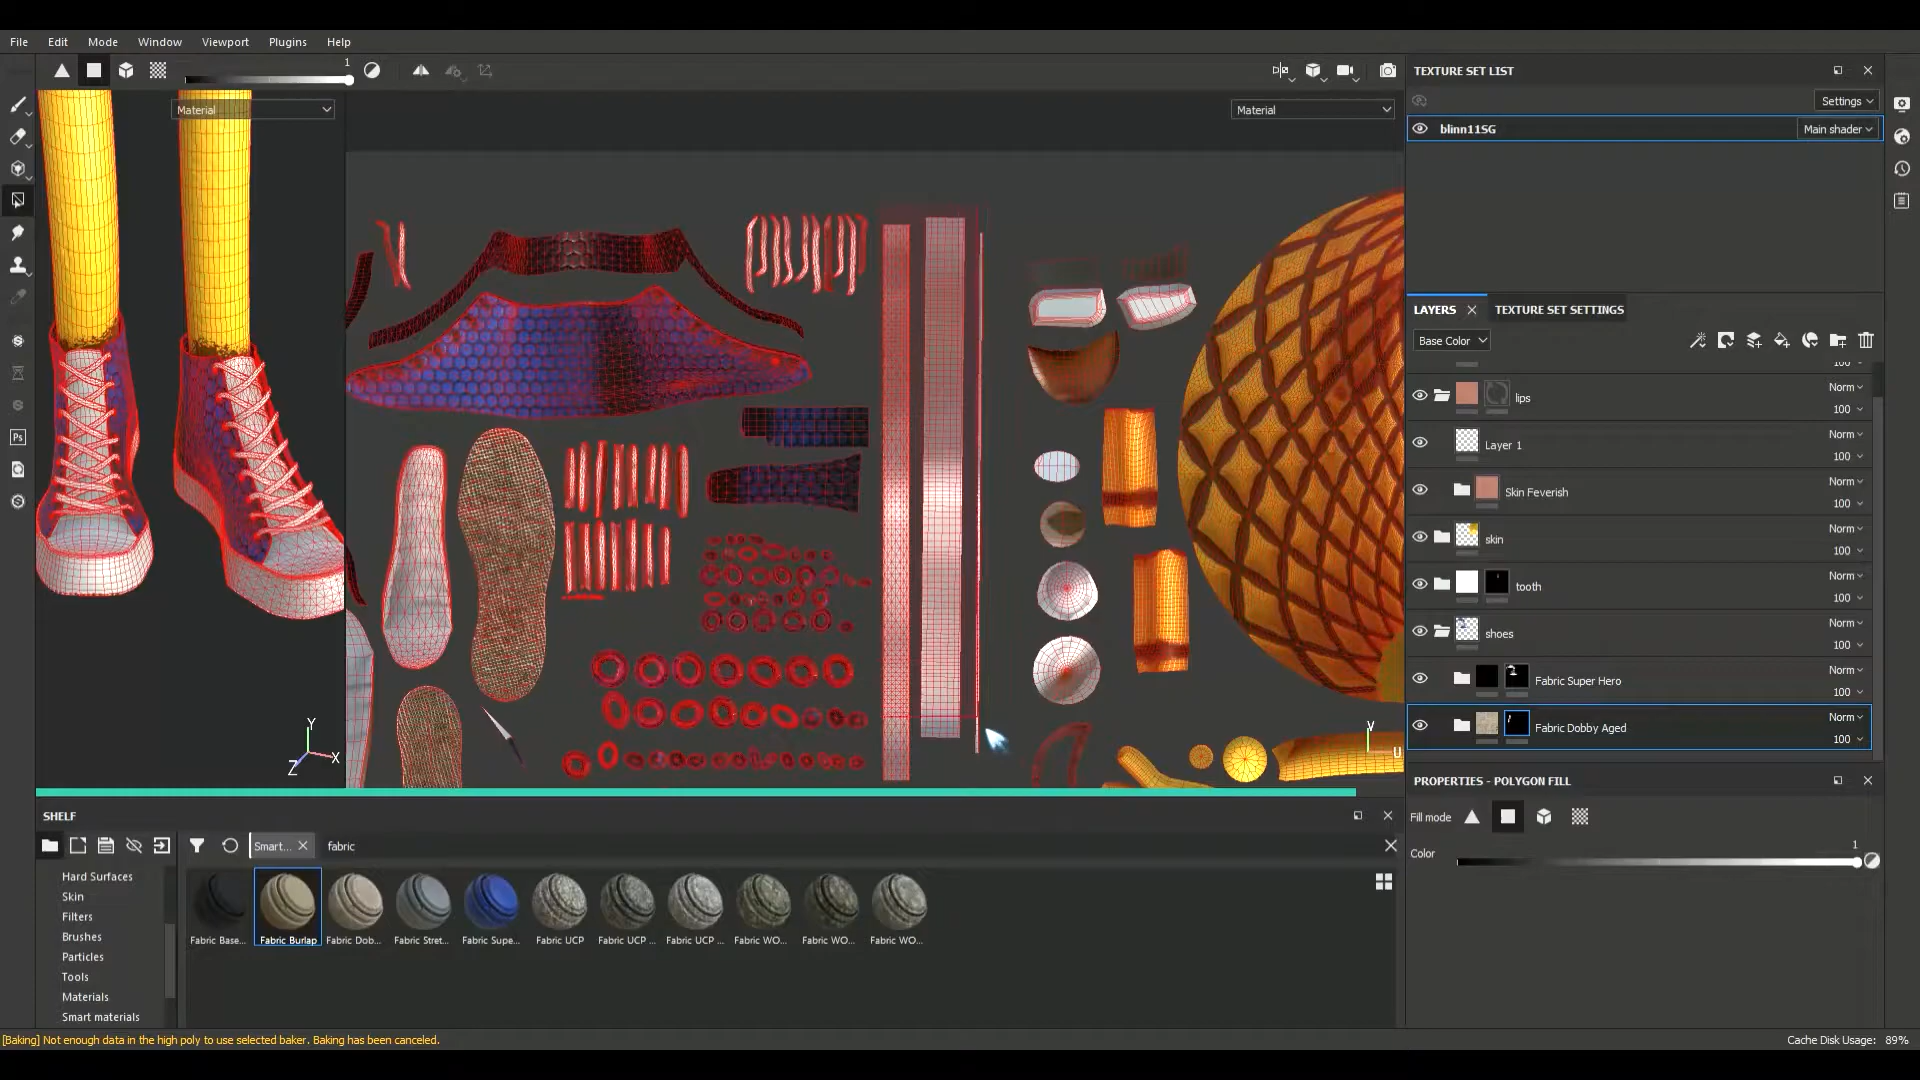 File Edit Mode Window Viewport Plugins Help
1
Material
Material
TEXTURE SET LIST
Settings
blinn11SG
Main shader
LAYERS
TEXTURE SET SETTINGS
Base Color
100
lips
Norm
100
Layer 1
Norm
100
Skin Feverish
Norm
100
skin
Norm
100
tooth
Norm
100
shoes
Norm
100
Fabric Super Hero
Norm
100
Fabric Dobby Aged
Norm
100
Y
X
Z
V
U
PROPERTIES - POLYGON FILL
Fill mode
Color
1
SHELF
Smart...
fabric
Hard Surfaces
Skin
Filters
Brushes
Particles
Tools
Materials
Smart materials
Ps
Fabric Base...
Fabric Burlap
Fabric Dob...
Fabric Stret...
Fabric Supe...
Fabric UCP
Fabric UCP ...
Fabric UCP ...
Fabric WO...
Fabric WO...
Fabric WO...
[Baking] Not enough data in the high poly to use selected baker. Baking has been canceled.
Cache Disk Usage: 89%